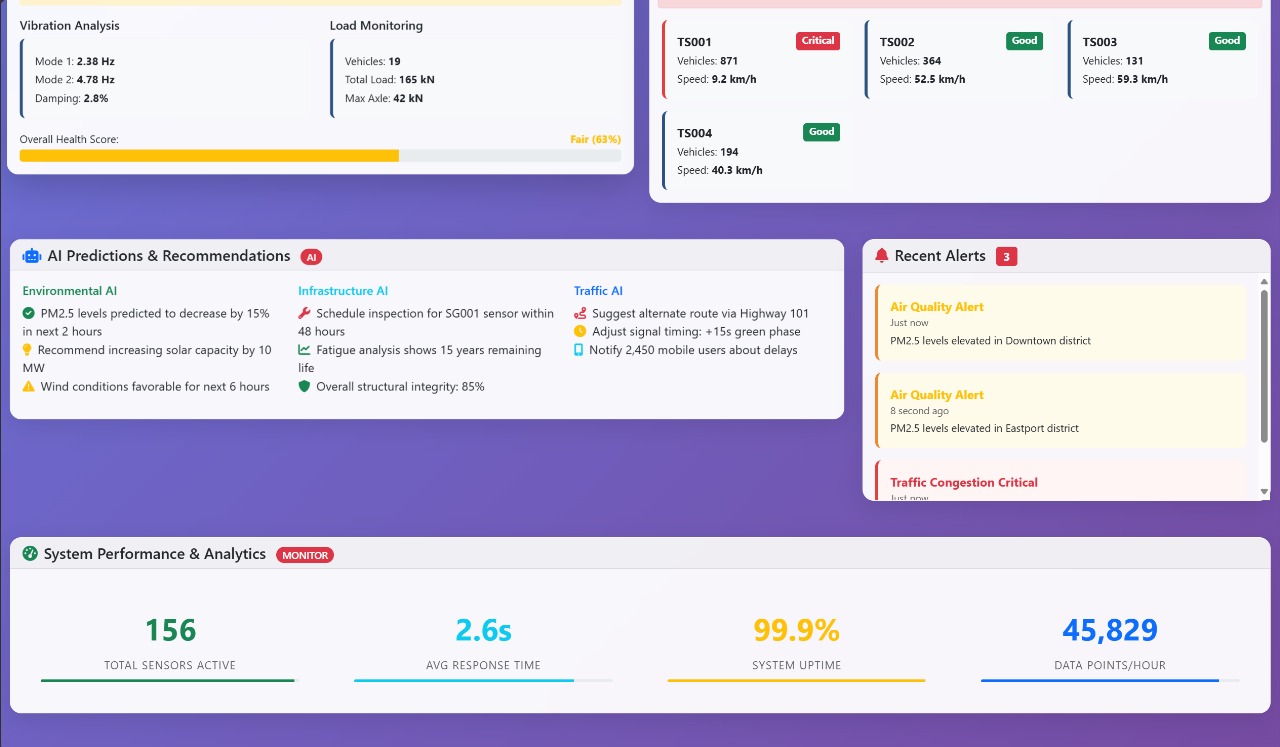 Vibration Analysis
Mode 1: 2.38 Hz
Mode 2: 4.78 Hz
Damping: 2.8%
Load Monitoring
Vehicles: 19
Total Load: 165 kN
Max Axle: 42 kN
Overall Health Score:
Fair (63%)
TS001
Critical
Vehicles: 871
Speed: 9.2 km/h
TS002
Good
Vehicles: 364
Speed: 52.5 km/h
TS003
Good
Vehicles: 131
Speed: 59.3 km/h
TS004
Good
Vehicles: 194
Speed: 40.3 km/h
AI Predictions & Recommendations
AI
Environmental AI
PM2.5 levels predicted to decrease by 15%
in next 2 hours
Recommend increasing solar capacity by 10
MW
Wind conditions favorable for next 6 hours
Infrastructure AI
Schedule inspection for SG001 sensor within
48 hours
Fatigue analysis shows 15 years remaining
life
Overall structural integrity: 85%
Traffic AI
Suggest alternate route via Highway 101
Adjust signal timing: +15s green phase
Notify 2,450 mobile users about delays
Recent Alerts
3
Air Quality Alert
Just now
PM2.5 levels elevated in Downtown district
Air Quality Alert
8 second ago
PM2.5 levels elevated in Eastport district
Traffic Congestion Critical
Just now
System Performance & Analytics
MONITOR
156
TOTAL SENSORS ACTIVE
2.6s
AVG RESPONSE TIME
99.9%
SYSTEM UPTIME
45,829
DATA POINTS/HOUR